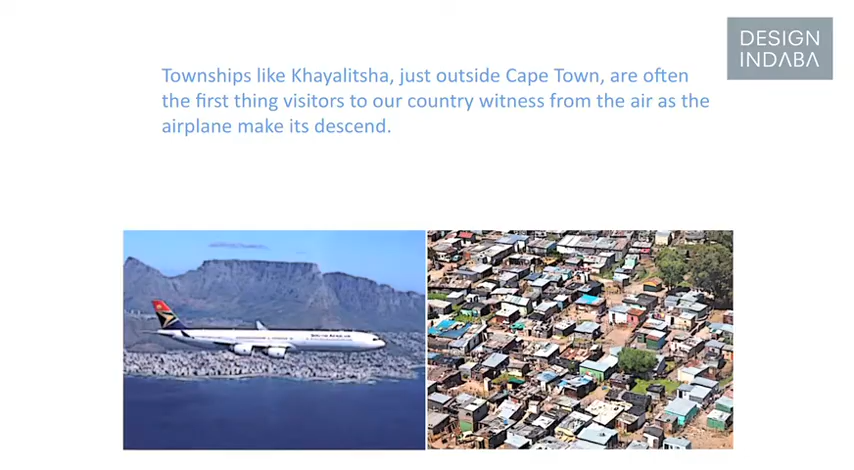 DESIGN
INDABA
Townships like Khayalitsha, just outside Cape Town, are often
the first thing visitors to our country witness from the air as the
airplane make its descend.